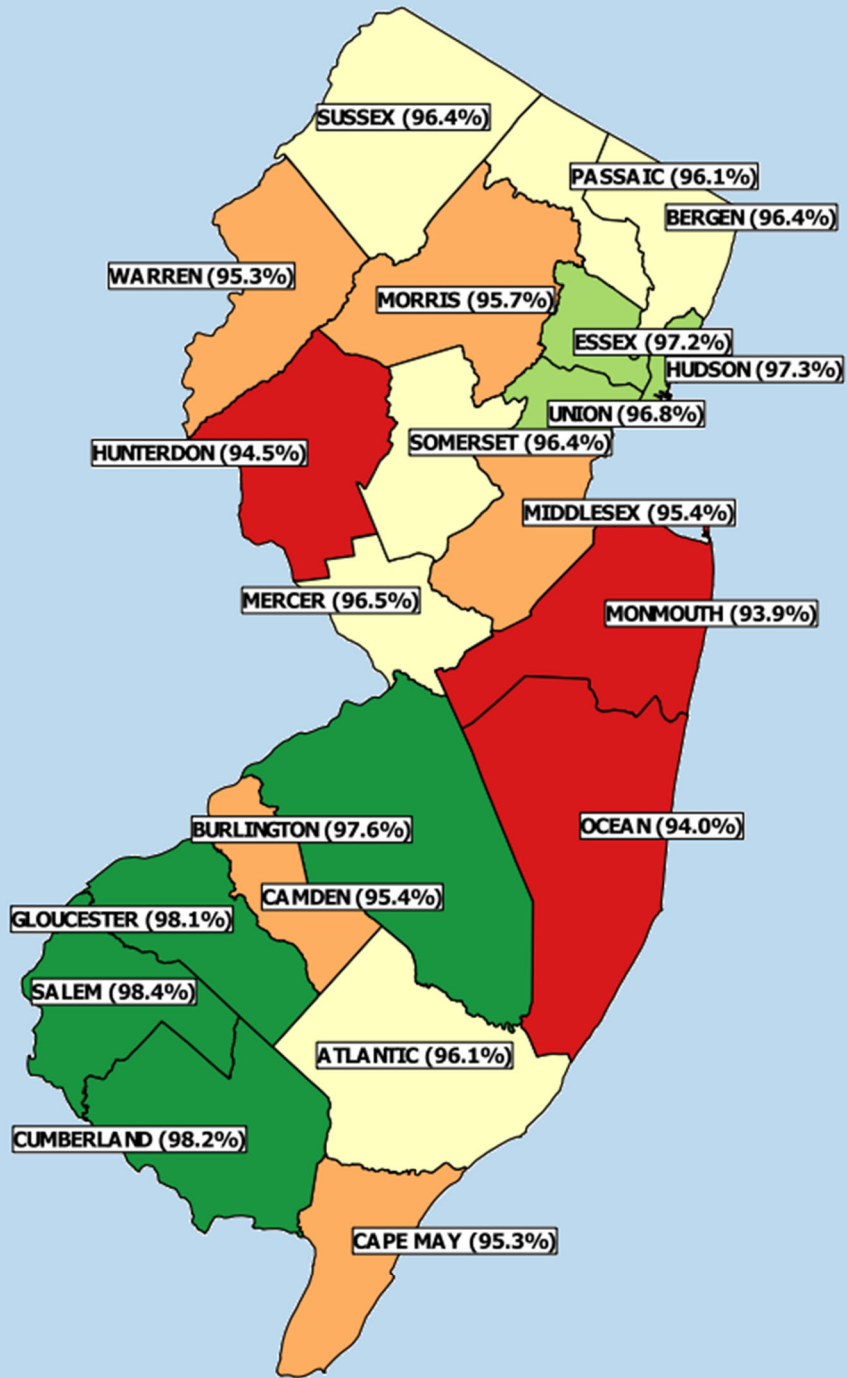 SUSSEX (96.4%)
PASSAIC (96.1%)
BERGEN (96.4%)
WARREN (95.3%)
MORRIS (95.7%)
ESSEX (97.2%)
HUDSON (97.3%)
UNION (96.8%)
SOMERSET (96.4%)
HUNTERDON (94.5%)
MIDDLESEX (95.4%)
MERCER (96.5%)
MONMOUTH (93.9%)
OCEAN (94.0%)
BURLINGTON (97.6%)
CAMDEN (95.4%)
GLOUCESTER (98.1%)
SALEM (98.4%)
ATLANTIC (96.1%)
CUMBERLAND (98.2%)
CAPE MAY (95.3%)